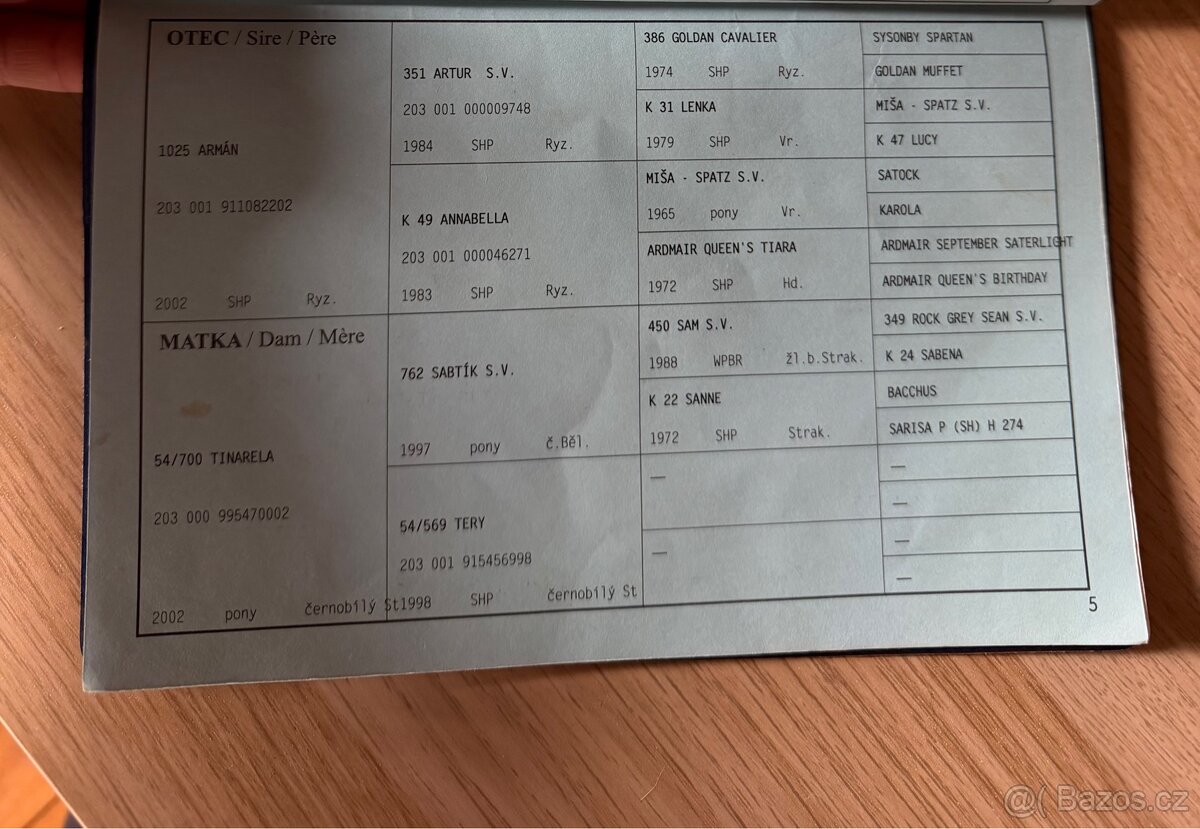 OTEC / Sire / Père
1025 ARMÁN
203 001 911082202
2002 SHP Ryz.
351 ARTUR S.V.
203 001 000009748
1984 SHP Ryz.
K 49 ANNABELLA
203 001 000046271
1983 SHP Ryz.
386 GOLDAN CAVALIER
1974 SHP Ryz.
K 31 LENKA
1979 SHP Vr.
MIŠA - SPATZ S.V.
1965 pony Vr.
ARDMAIR QUEEN'S TIARA
1972 SHP Hd.
SYSONBY SPARTAN
GOLDAN MUFFET
MIŠA - SPATZ S.V.
K 47 LUCY
SATOCK
KAROLA
ARDMAIR SEPTEMBER SATERLIGHT
ARDMAIR QUEEN'S BIRTHDAY
MATKA / Dam / Mère
54/700 TINARELA
203 000 995470002
2002 pony černobílý St
762 SABTÍK S.V.
1997 pony č.Běl.
54/569 TERY
203 001 915456998
1998 SHP černobílý St
450 SAM S.V.
1988 WPBR žl.b.Strak.
K 22 SANNE
1972 SHP Strak.
—
—
349 ROCK GREY SEAN S.V.
K 24 SABENA
BACCHUS
SARISA P (SH) H 274
—
—
—
—
5
@( Bazos.cz